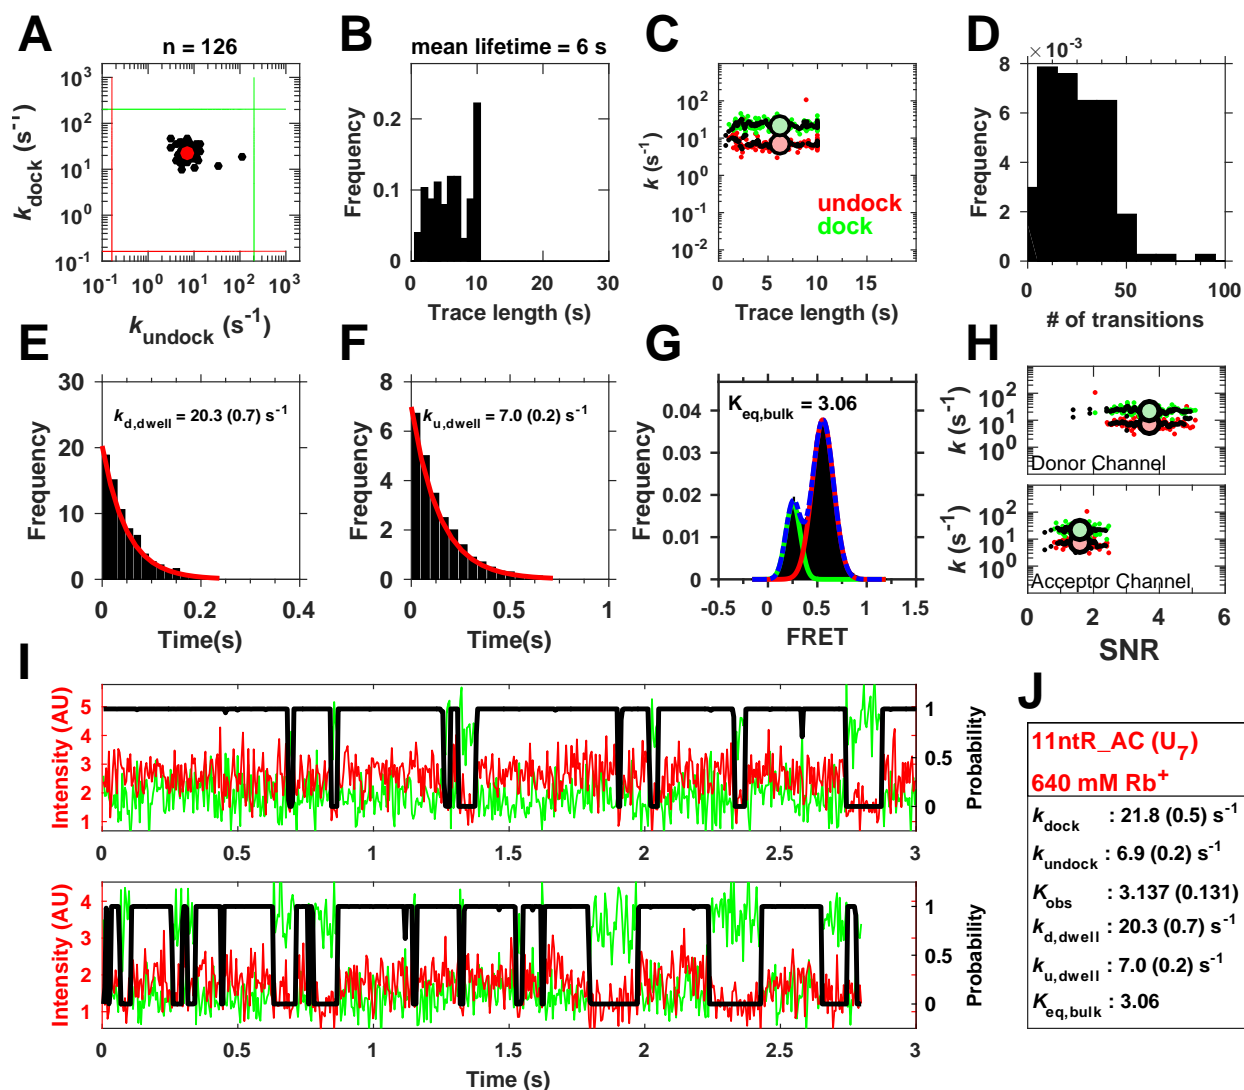 A
n = 126
k_dock (s⁻¹)
10³
10²
10¹
10⁰
10⁻¹
10⁻¹ 10⁰ 10¹ 10² 10³
k_undock (s⁻¹)
B
mean lifetime = 6 s
Frequency
0.2
0.1
0
0 10 20 30
Trace length (s)
C
k (s⁻¹)
10²
10¹
10⁰
10⁻¹
10⁻²
undock
dock
0 5 10 15
Trace length (s)
D
× 10⁻³
Frequency
8
6
4
2
0
0 50 100
# of transitions
E
Frequency
30
20
10
0
k_d,dwell = 20.3 (0.7) s⁻¹
0 0.2 0.4
Time(s)
F
Frequency
8
6
4
2
0
k_u,dwell = 7.0 (0.2) s⁻¹
0 0.5 1
Time(s)
G
Frequency
K_eq,bulk = 3.06
0.04
0.03
0.02
0.01
0
-0.5 0 0.5 1 1.5
FRET
H
k (s⁻¹)
10²
10¹
10⁰
Donor Channel
k (s⁻¹)
10²
10¹
10⁰
Acceptor Channel
0 2 4 6
SNR
I
Intensity (AU)
5
4
3
2
1
1
0.5
0
Probability
0 0.5 1 1.5 2 2.5 3
Intensity (AU)
4
3
2
1
1
0.5
0
Probability
0 0.5 1 1.5 2 2.5 3
Time (s)
J
11ntR_AC (U₇)
640 mM Rb⁺
k_dock : 21.8 (0.5) s⁻¹
k_undock : 6.9 (0.2) s⁻¹
K_obs : 3.137 (0.131)
k_d,dwell : 20.3 (0.7) s⁻¹
k_u,dwell : 7.0 (0.2) s⁻¹
K_eq,bulk : 3.06